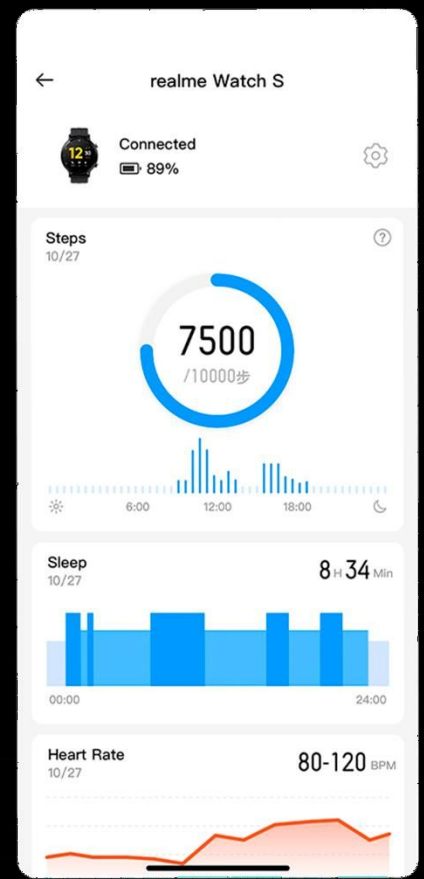 realme Watch S
Connected
89%
Steps
10/27
7500
/10000步
6:00 12:00 18:00
Sleep
10/27
8 H 34 Min
00:00 24:00
Heart Rate
10/27
80-120 BPM